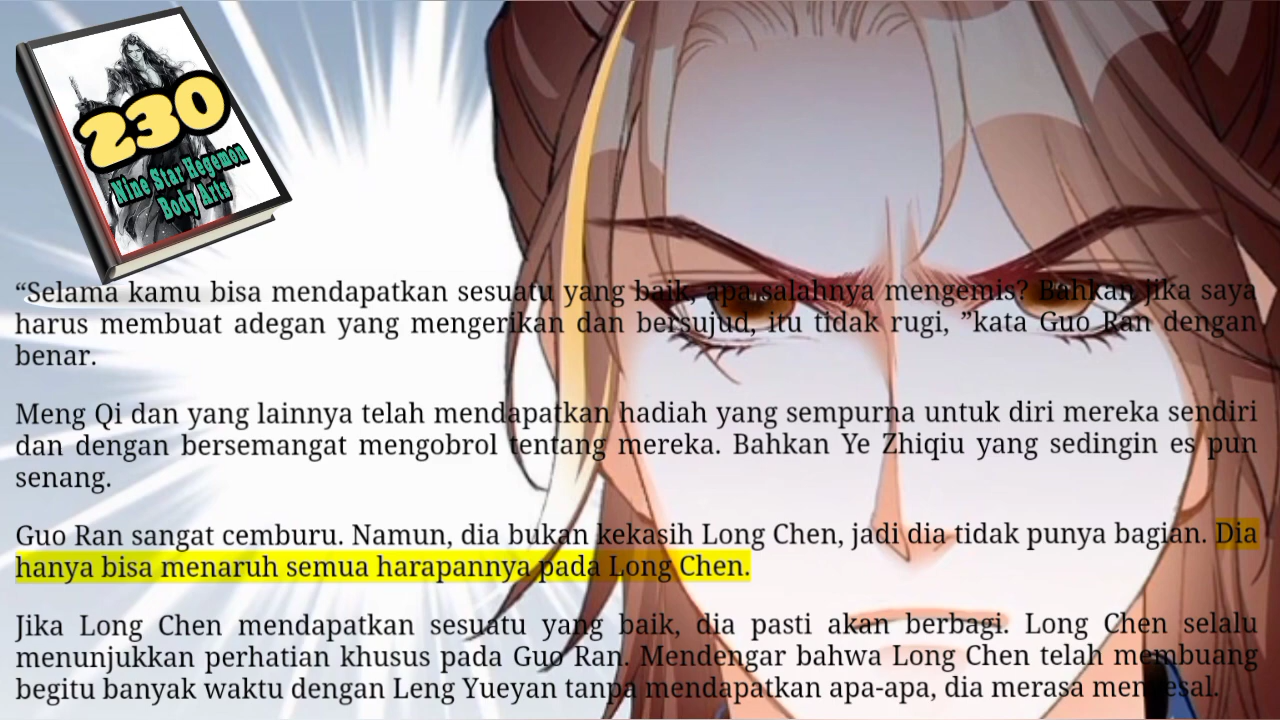 230
Nine Star Hegemon
Body Arts
“Selama kamu bisa mendapatkan sesuatu yang baik, apa salahnya mengemis? Bahkan jika saya
harus membuat adegan yang mengerikan dan bersujud, itu tidak rugi, ”kata Guo Ran dengan
benar.
Meng Qi dan yang lainnya telah mendapatkan hadiah yang sempurna untuk diri mereka sendiri
dan dengan bersemangat mengobrol tentang mereka. Bahkan Ye Zhiqiu yang sedingin es pun
senang.
Guo Ran sangat cemburu. Namun, dia bukan kekasih Long Chen, jadi dia tidak punya bagian. Dia
hanya bisa menaruh semua harapannya pada Long Chen.
Jika Long Chen mendapatkan sesuatu yang baik, dia pasti akan berbagi. Long Chen selalu
menunjukkan perhatian khusus pada Guo Ran. Mendengar bahwa Long Chen telah membuang
begitu banyak waktu dengan Leng Yueyan tanpa mendapatkan apa-apa, dia merasa menyesal.